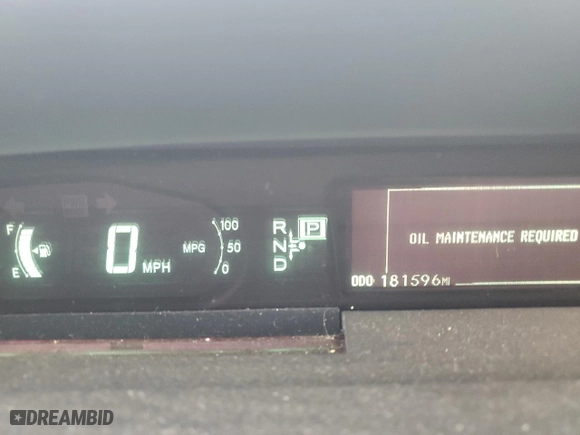 F
E
0 MPH
MPG
100
50
0
R
N
D
P
OIL MAINTENANCE REQUIRED
ODO 181596MI
DREAMBID